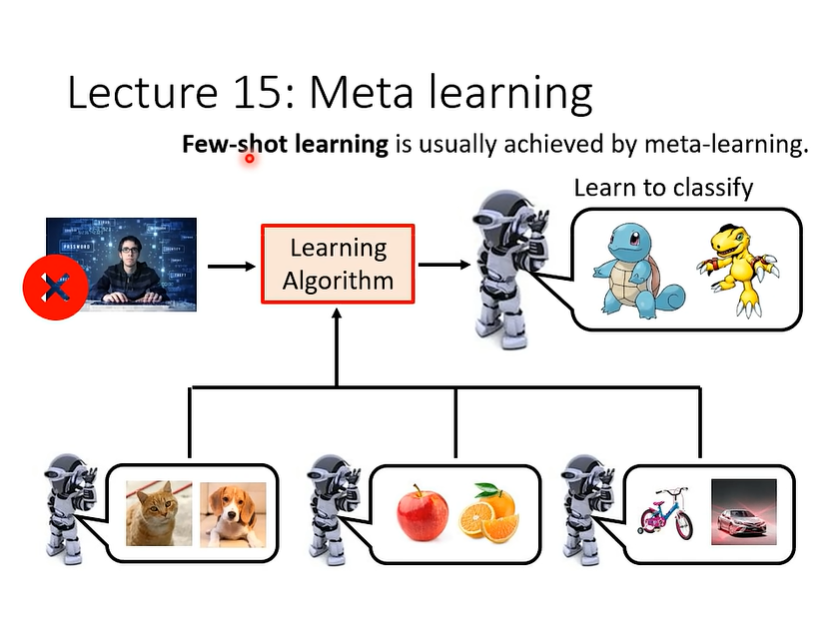 Lecture 15: Meta learning
Few-shot learning is usually achieved by meta-learning.
Learn to classify
PASSWORD
Learning
Algorithm